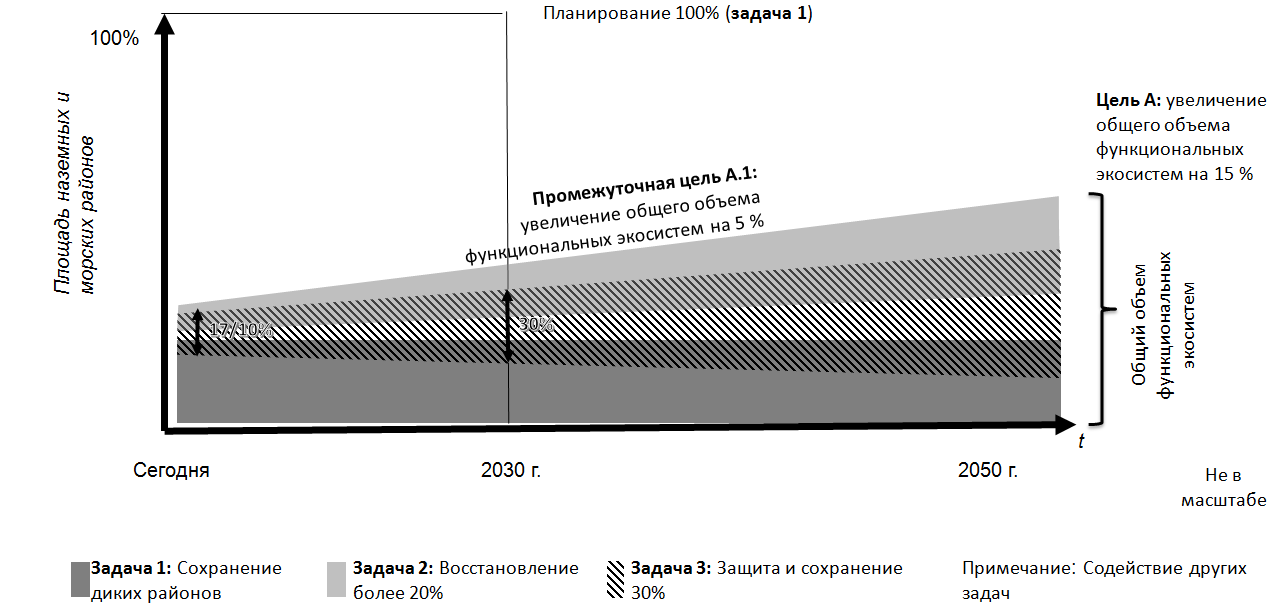 Планирование 100% (задача 1)
100%
Площадь наземных и
морских районов
Цель A: увеличение
общего объема
функциональных
экосистем на 15 %
Промежуточная цель A.1:
увеличение общего объема
функциональных экосистем на 5 %
17/10%
30%
Общий объем
функциональных
экосистем
t
Сегодня
2030 г.
2050 г.
Не в
масштабе
Задача 1: Сохранение
диких районов
Задача 2: Восстановление
более 20%
Задача 3: Защита и сохранение
30%
Примечание: Содействие других
задач